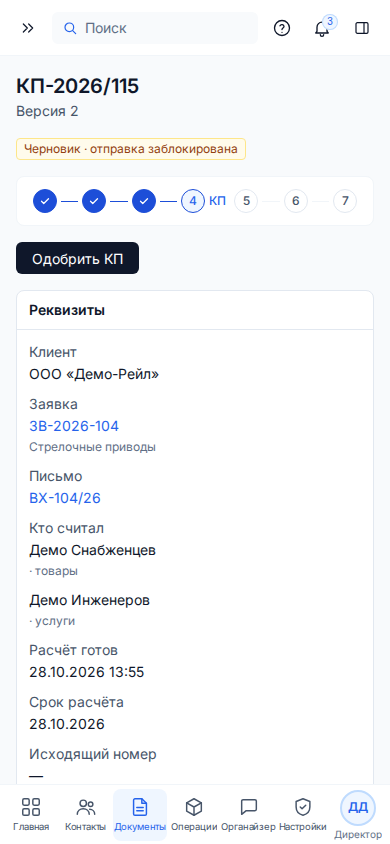 Поиск
3
КП-2026/115
Версия 2
Черновик · отправка заблокирована
4 КП 5 6 7
Одобрить КП
Реквизиты
Клиент
ООО «Демо-Рейл»
Заявка
ЗВ-2026-104
Стрелочные приводы
Письмо
ВХ-104/26
Кто считал
Демо Снабженцев
· товары
Демо Инженеров
· услуги
Расчёт готов
28.10.2026 13:55
Срок расчёта
28.10.2026
Исходящий номер
—
Главная Контакты Документы Операции Органайзер Настройки
ДД
Директор